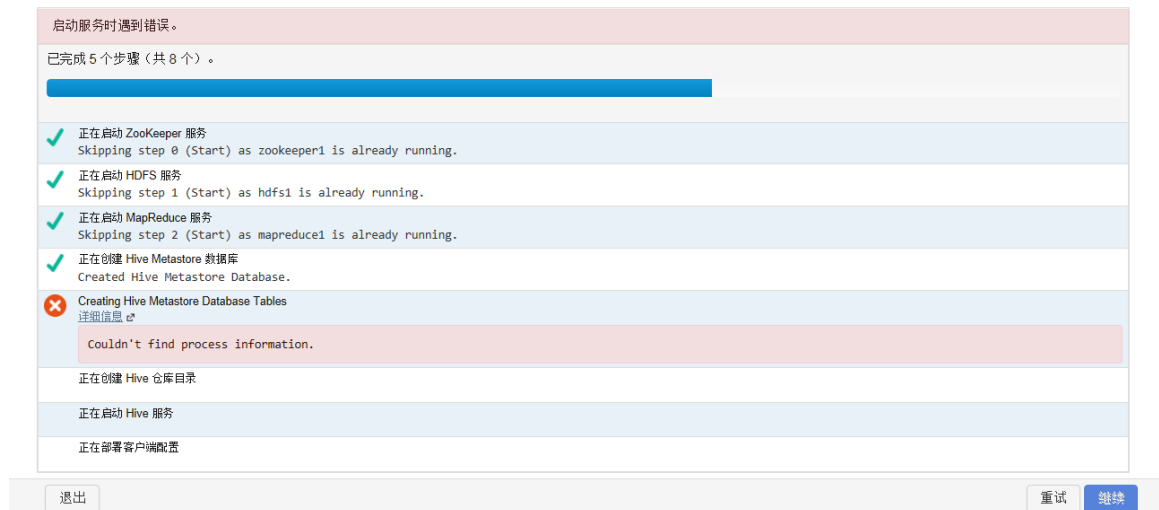 启动服务时遇到错误。
已完成 5 个步骤（共 8 个）。
正在启动 ZooKeeper 服务
Skipping step 0 (Start) as zookeeper1 is already running.
正在启动 HDFS 服务
Skipping step 1 (Start) as hdfs1 is already running.
正在启动 MapReduce 服务
Skipping step 2 (Start) as mapreduce1 is already running.
正在创建 Hive Metastore 数据库
Created Hive Metastore Database.
Creating Hive Metastore Database Tables
详细信息
Couldn't find process information.
正在创建 Hive 仓库目录
正在启动 Hive 服务
正在部署客户端配置
退出 重试 继续